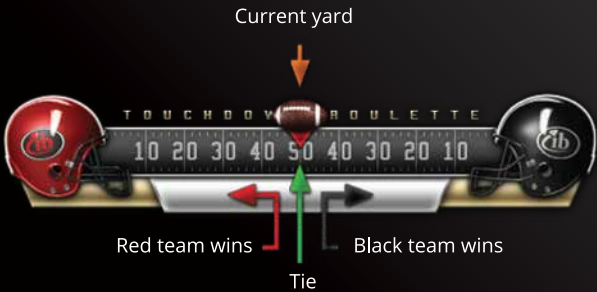 Current yard
TOUCHDOWN ROULETTE
10 20 30 40 50 40 30 20 10
Red team wins
Black team wins
Tie